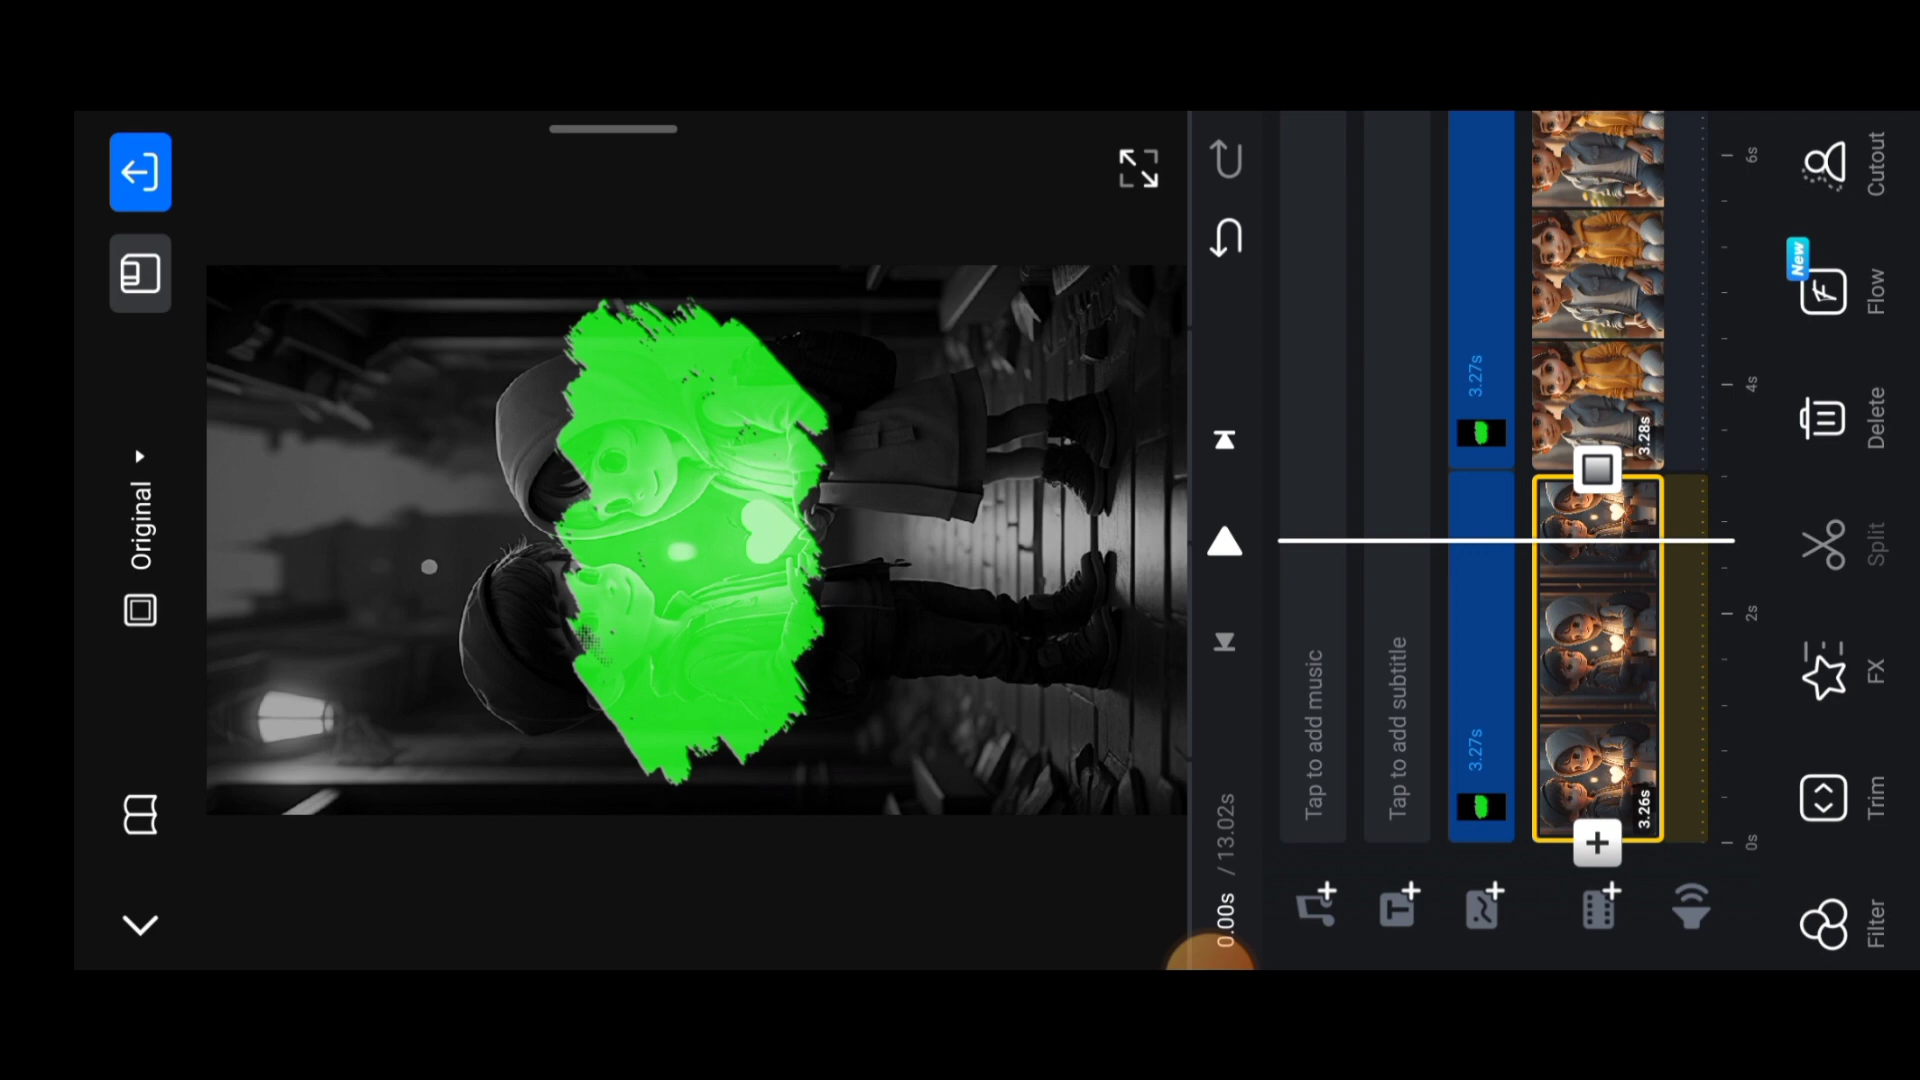 Original
0.00s / 13.02s
Tap to add music
Tap to add subtitle
3.27s
3.27s
3.26s
3.28s
0s
2s
4s
6s
New
Filter
Trim
FX
Split
Delete
Flow
Cutout